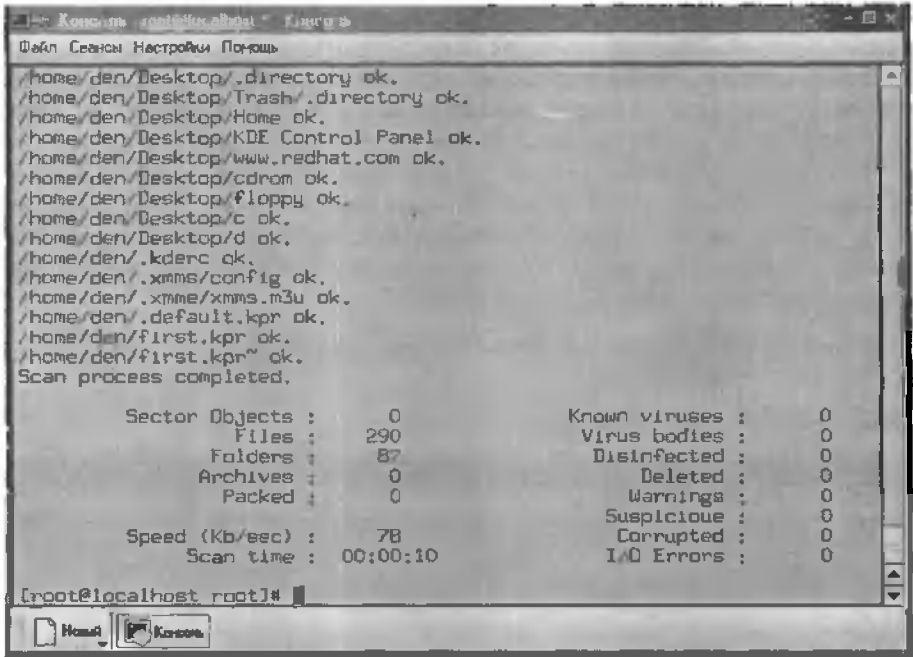 Консоль root@localhost - Консоль
Файл Сеансы Настройки Помощь
/home/den/Desktop/.directory ok.
/home/den/Desktop/Trash/.directory ok.
/home/den/Desktop/Home ok.
/home/den/Desktop/KDE Control Panel ok.
/home/den/Desktop/www.redhat.com ok.
/home/den/Desktop/cdrom ok.
/home/den/Desktop/floppy ok.
/home/den/Desktop/c ok.
/home/den/Desktop/d ok.
/home/den/.kderc ok.
/home/den/.xmms/config ok.
/home/den/.xmms/xmms.m3u ok.
/home/den/.default.kpr ok.
/home/den/first.kpr ok.
/home/den/first.kpr~ ok.
Scan process completed.
Sector Objects : 0 Known viruses : 0
Files : 290 Virus bodies : 0
Folders : 87 Disinfected : 0
Archives : 0 Deleted : 0
Packed : 0 Warnings : 0
Suspicious : 0
Speed (Kb/sec) : 78 Corrupted : 0
Scan time : 00:00:10 I/O Errors : 0
[root@localhost root]#
Новый Консоль